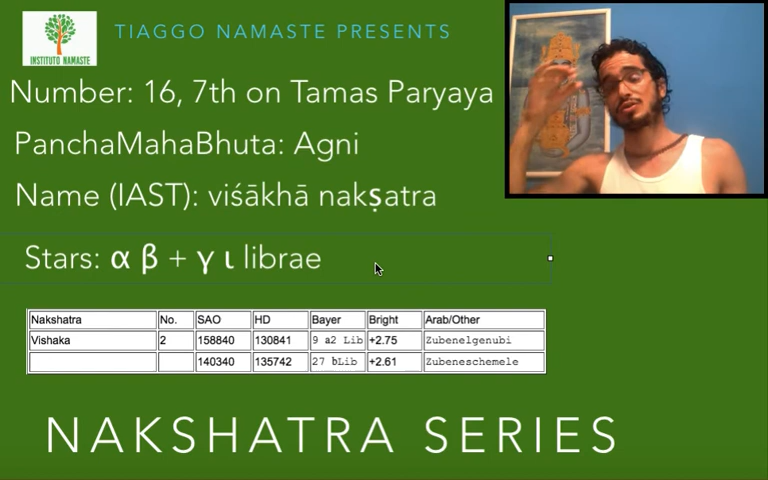 TIAGGO NAMASTE PRESENTS
INSTITUTO NAMASTE
Number: 16, 7th on Tamas Paryaya
PanchaMahaBhuta: Agni
Name (IAST): viśākhā nakṣatra
Stars: α β + γ ι librae
Nakshatra No. SAO HD Bayer Bright Arab/Other
Vishaka 2 158840 130841 9 a2 Lib +2.75 Zubenelgenubi
140340 135742 27 bLib +2.61 Zubeneschemele
NAKSHATRA SERIES